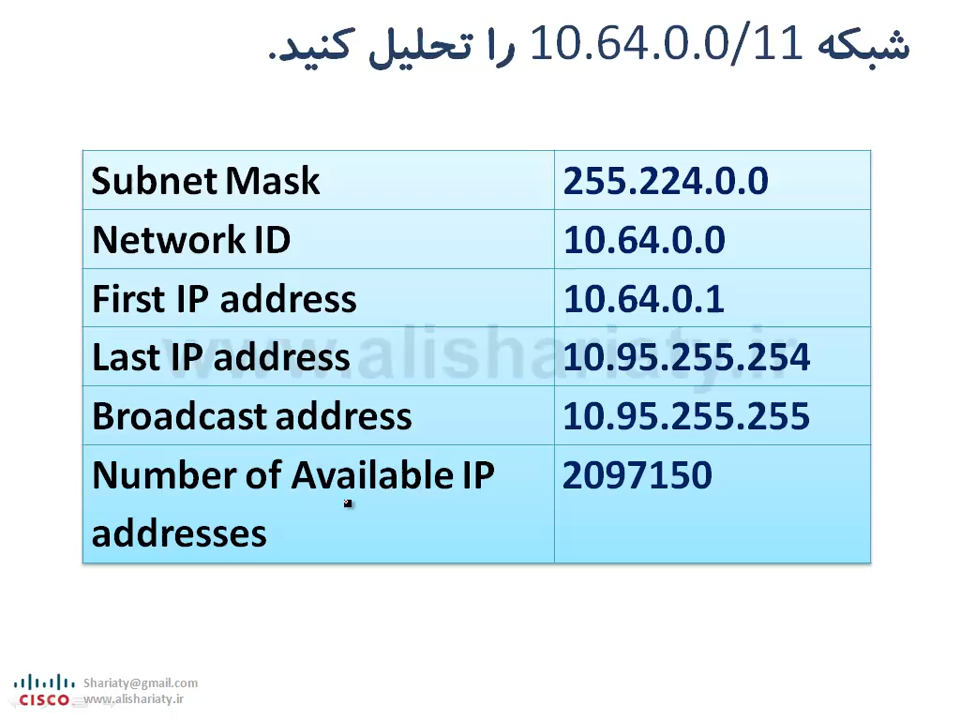 شبکه 10.64.0.0/11 را تحلیل کنید.
Subnet Mask 255.224.0.0
Network ID 10.64.0.0
First IP address 10.64.0.1
www.alishariaty.ir
Last IP address 10.95.255.254
Broadcast address 10.95.255.255
Number of Available IP 2097150
addresses
Shariaty@gmail.com
CISCO www.alishariaty.ir